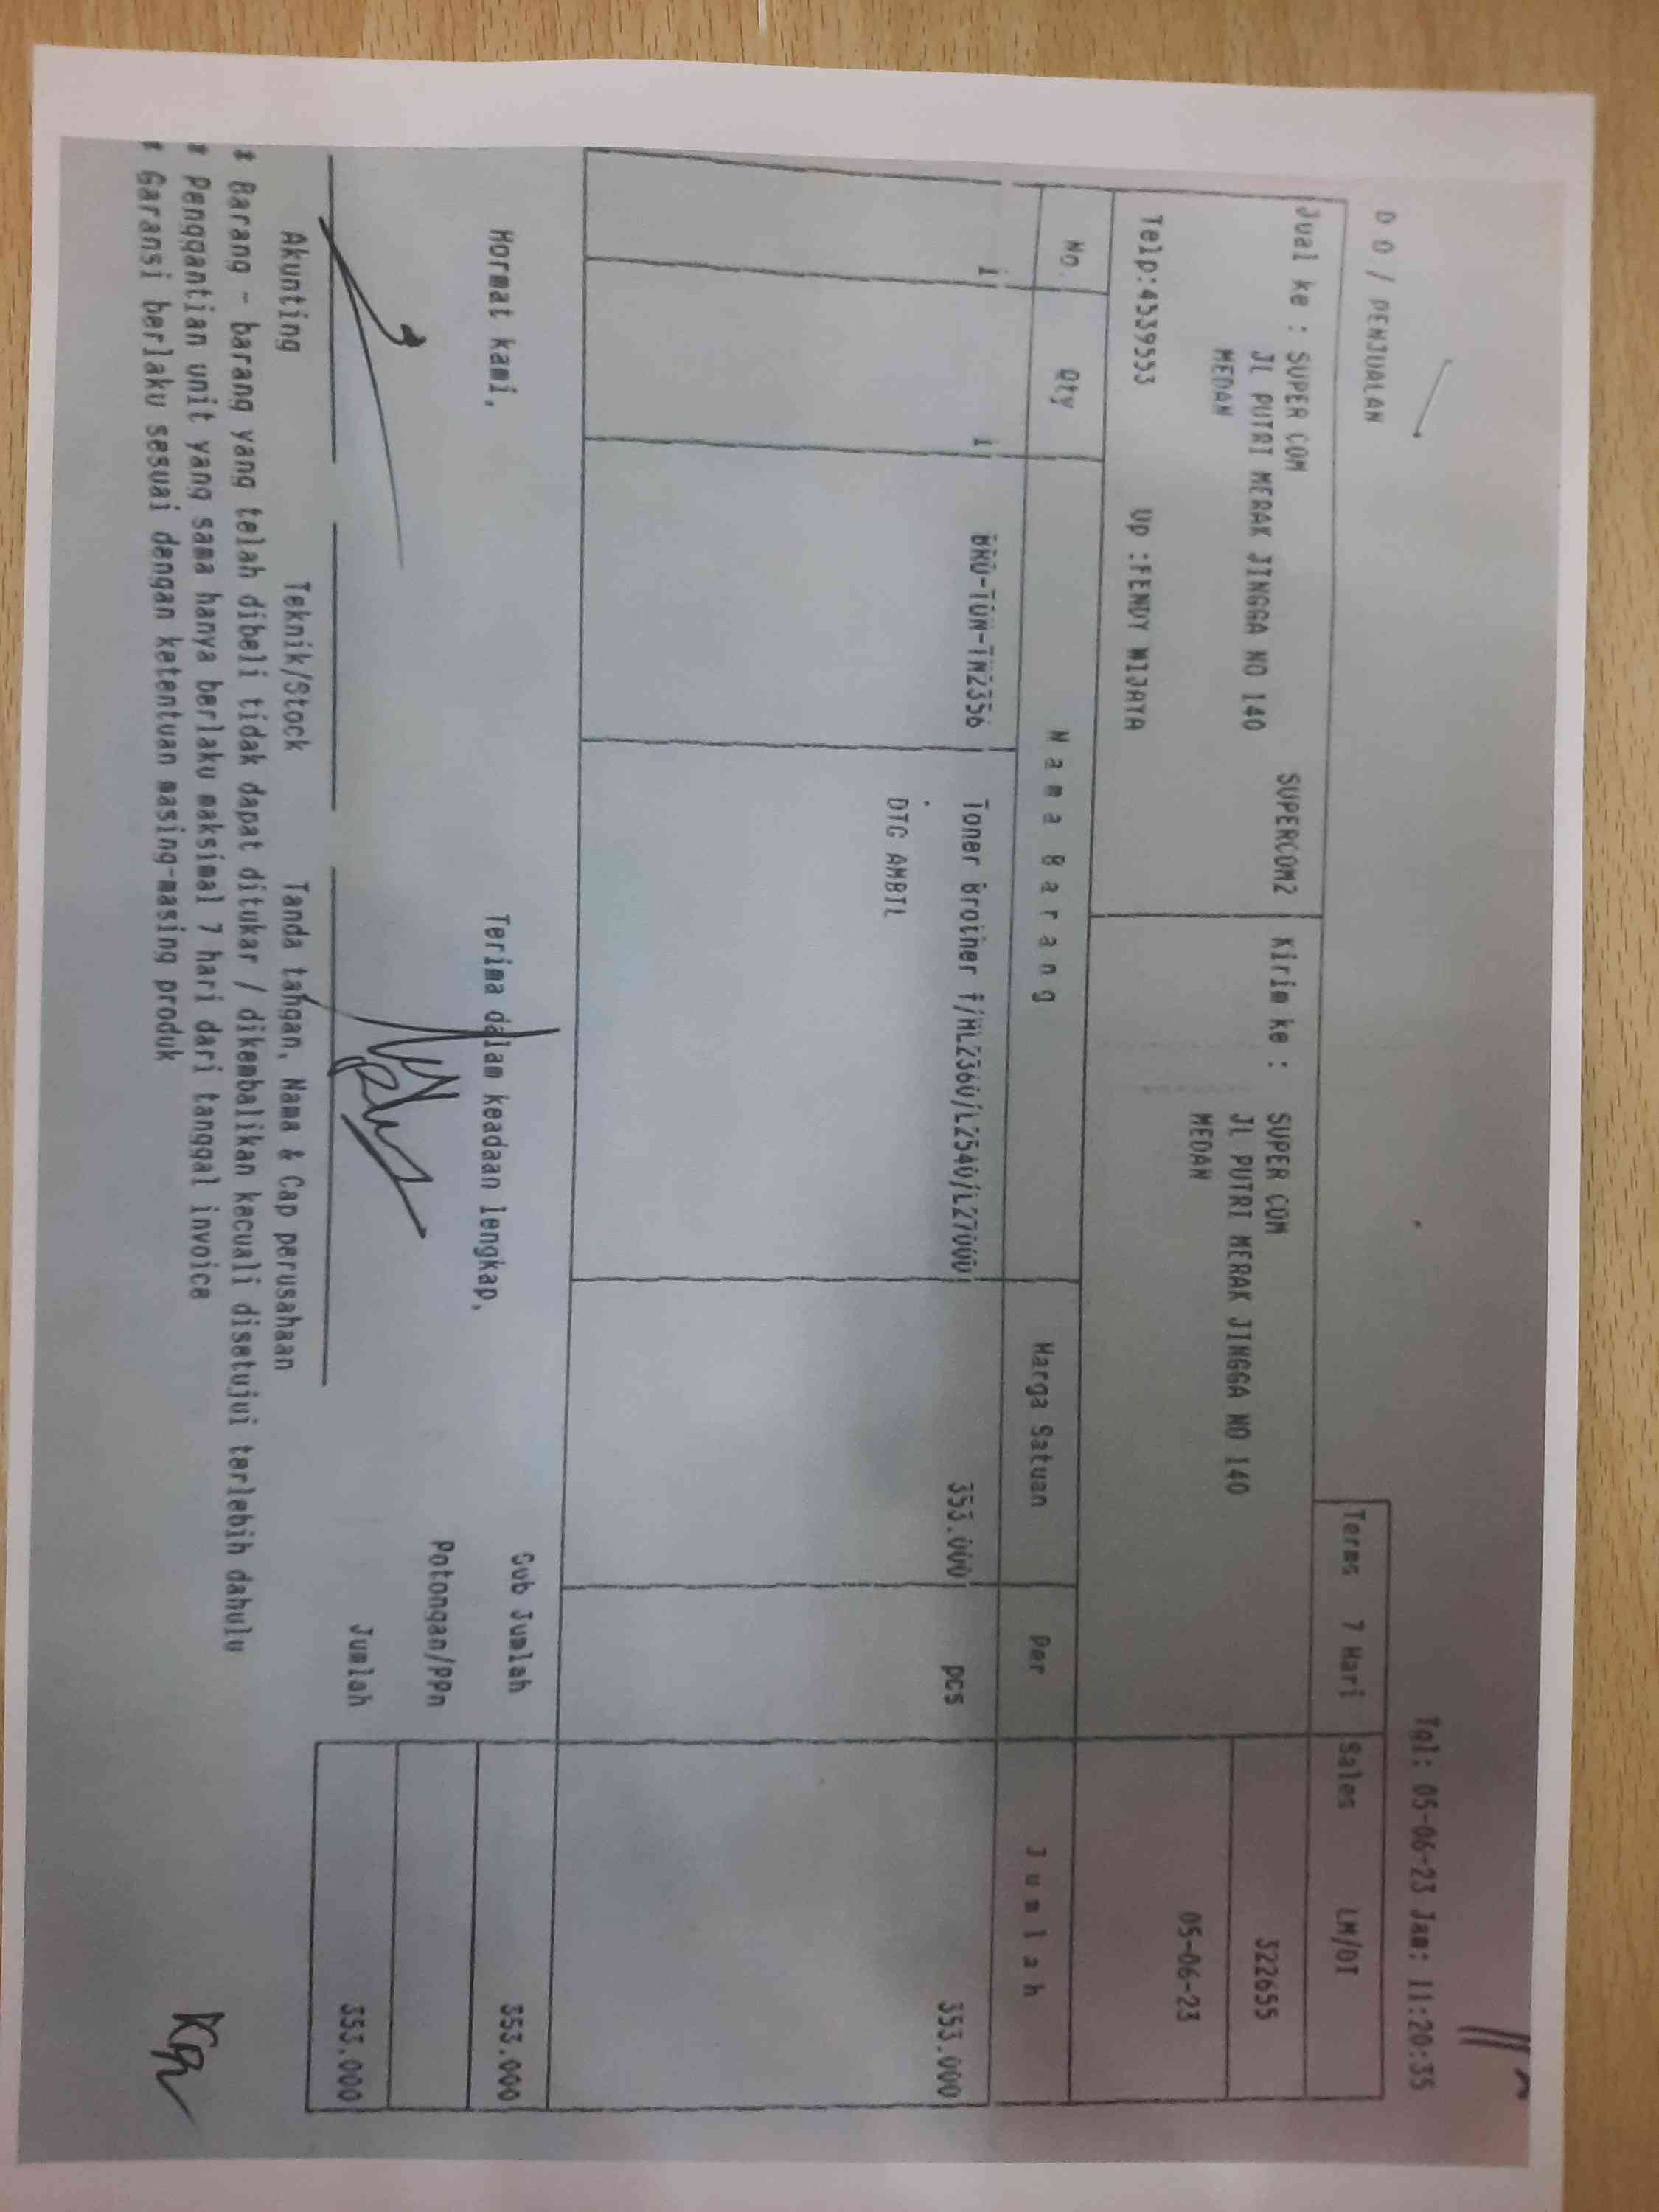 Tgl: 05-06-23 Jam: 11:20:35
D O / PENJUALAN
Terms 7 Hari Sales LM/DT
Jual ke : SUPER COM SUPERCOM2 Kirim ke : SUPER COM 322655
JL PUTRI MERAK JINGGA NO 140 JL PUTRI MERAK JINGGA NO 140
MEDAN MEDAN 05-06-23
Telp:4539553 Up :FENDY WIJAYA
No Qty Nama Barang Harga Satuan Per Jumlah
1 1 BRO-TON-TN2356 Toner Brother f/HL2360/L2540/L2700D 353.000 pcs 353.000
.
DTG AMBIL
Hormat kami, Terima dalam keadaan lengkap, Sub Jumlah 353.000
Potongan/PPn
Jumlah 353.000
Akunting Teknik/Stock Tanda tangan, Nama & Cap perusahaan
* Barang - barang yang telah dibeli tidak dapat ditukar / dikembalikan kecuali disetujui terlebih dahulu
* Penggantian unit yang sama hanya berlaku maksimal 7 hari dari tanggal invoice
* Garansi berlaku sesuai dengan ketentuan masing-masing produk